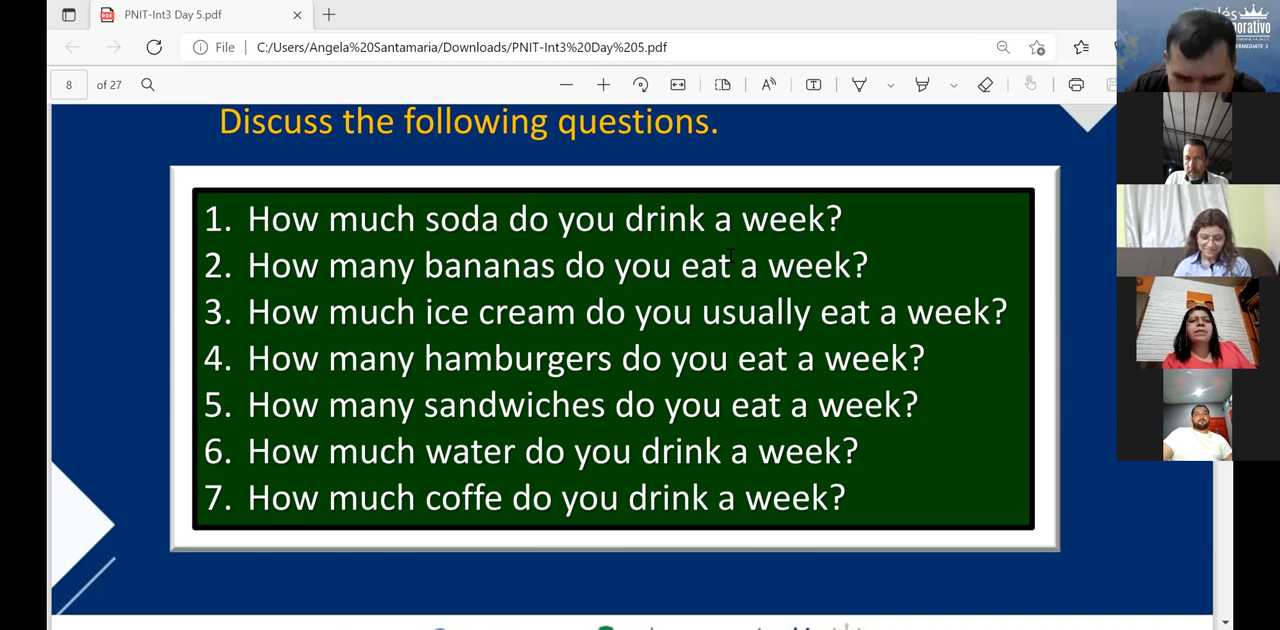 PNIT-Int3 Day 5.pdf
File
C:/Users/Angela%20Santamaria/Downloads/PNIT-Int3%20Day%205.pdf
8 of 27
Discuss the following questions.
1. How much soda do you drink a week?
2. How many bananas do you eat a week?
3. How much ice cream do you usually eat a week?
4. How many hamburgers do you eat a week?
5. How many sandwiches do you eat a week?
6. How much water do you drink a week?
7. How much coffe do you drink a week?